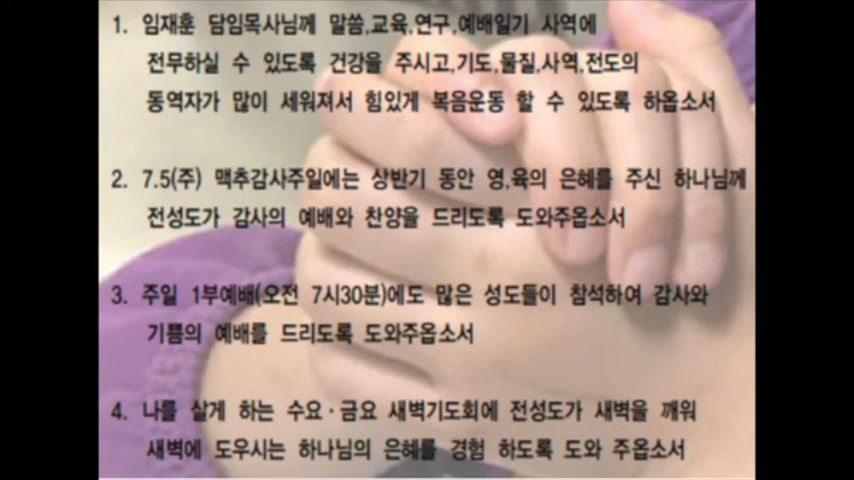 1. 임재훈 담임목사님께 말씀,교육,연구,예배일기 사역에
전무하실 수 있도록 건강을 주시고,기도,물질,사역,전도의
동역자가 많이 세워져서 힘있게 복음운동 할 수 있도록 하옵소서
2. 7.5(주) 맥추감사주일에는 상반기 동안 영,육의 은혜를 주신 하나님께
전성도가 감사의 예배와 찬양을 드리도록 도와주옵소서
3. 주일 1부예배(오전 7시30분)에도 많은 성도들이 참석하여 감사와
기쁨의 예배를 드리도록 도와주옵소서
4. 나를 살게 하는 수요·금요 새벽기도회에 전성도가 새벽을 깨워
새벽에 도우시는 하나님의 은혜를 경험 하도록 도와 주옵소서